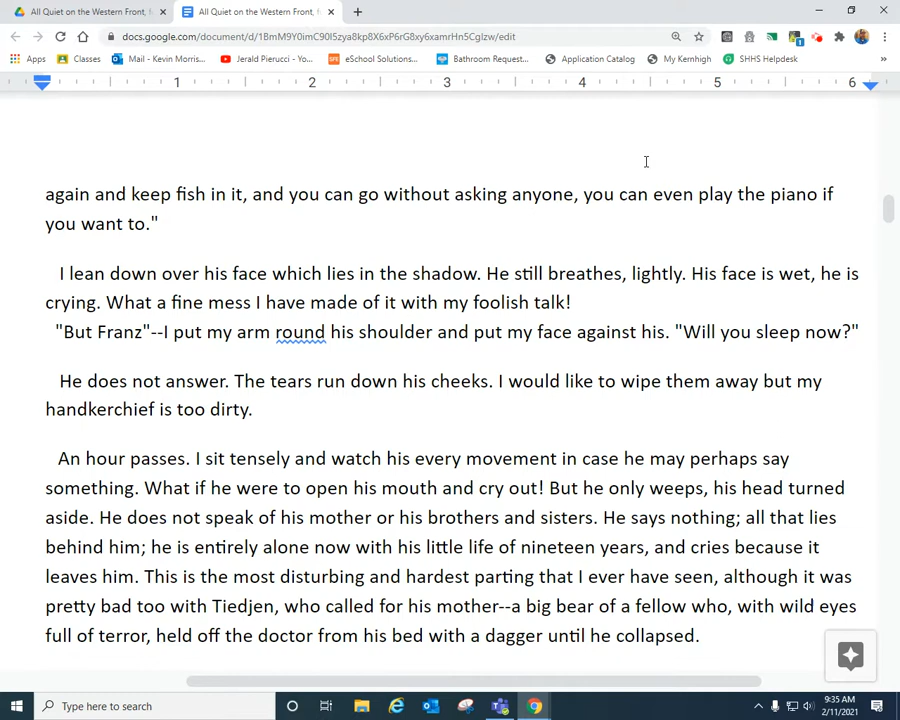 All Quiet on the Western Front, f
All Quiet on the Western Front, f
docs.google.com/document/d/1BmM9Y0imC90I5zya8kp8X6xP6rG8xy6xamrHn5CgIzw/edit
Apps
Classes
Mail - Kevin Morris...
Jerald Pierucci - Yo...
eSchool Solutions...
Bathroom Request...
Application Catalog
My Kernhigh
SHHS Helpdesk
»
1 2 3 4 5 6
again and keep fish in it, and you can go without asking anyone, you can even play the piano if
you want to."
I lean down over his face which lies in the shadow. He still breathes, lightly. His face is wet, he is
crying. What a fine mess I have made of it with my foolish talk!
"But Franz"--I put my arm round his shoulder and put my face against his. "Will you sleep now?"
He does not answer. The tears run down his cheeks. I would like to wipe them away but my
handkerchief is too dirty.
An hour passes. I sit tensely and watch his every movement in case he may perhaps say
something. What if he were to open his mouth and cry out! But he only weeps, his head turned
aside. He does not speak of his mother or his brothers and sisters. He says nothing; all that lies
behind him; he is entirely alone now with his little life of nineteen years, and cries because it
leaves him. This is the most disturbing and hardest parting that I ever have seen, although it was
pretty bad too with Tiedjen, who called for his mother--a big bear of a fellow who, with wild eyes
full of terror, held off the doctor from his bed with a dagger until he collapsed.
Type here to search
9:35 AM
2/11/2021